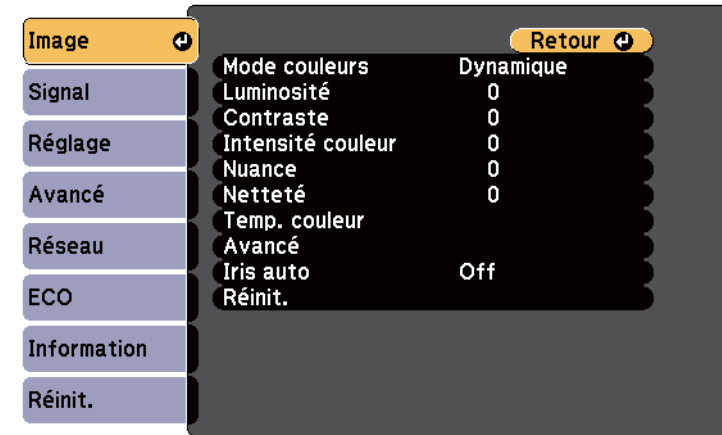 Image
Signal
Réglage
Avancé
Réseau
ECO
Information
Réinit.
Retour
Mode couleurs Dynamique
Luminosité 0
Contraste 0
Intensité couleur 0
Nuance 0
Netteté 0
Temp. couleur
Avancé
Iris auto Off
Réinit.